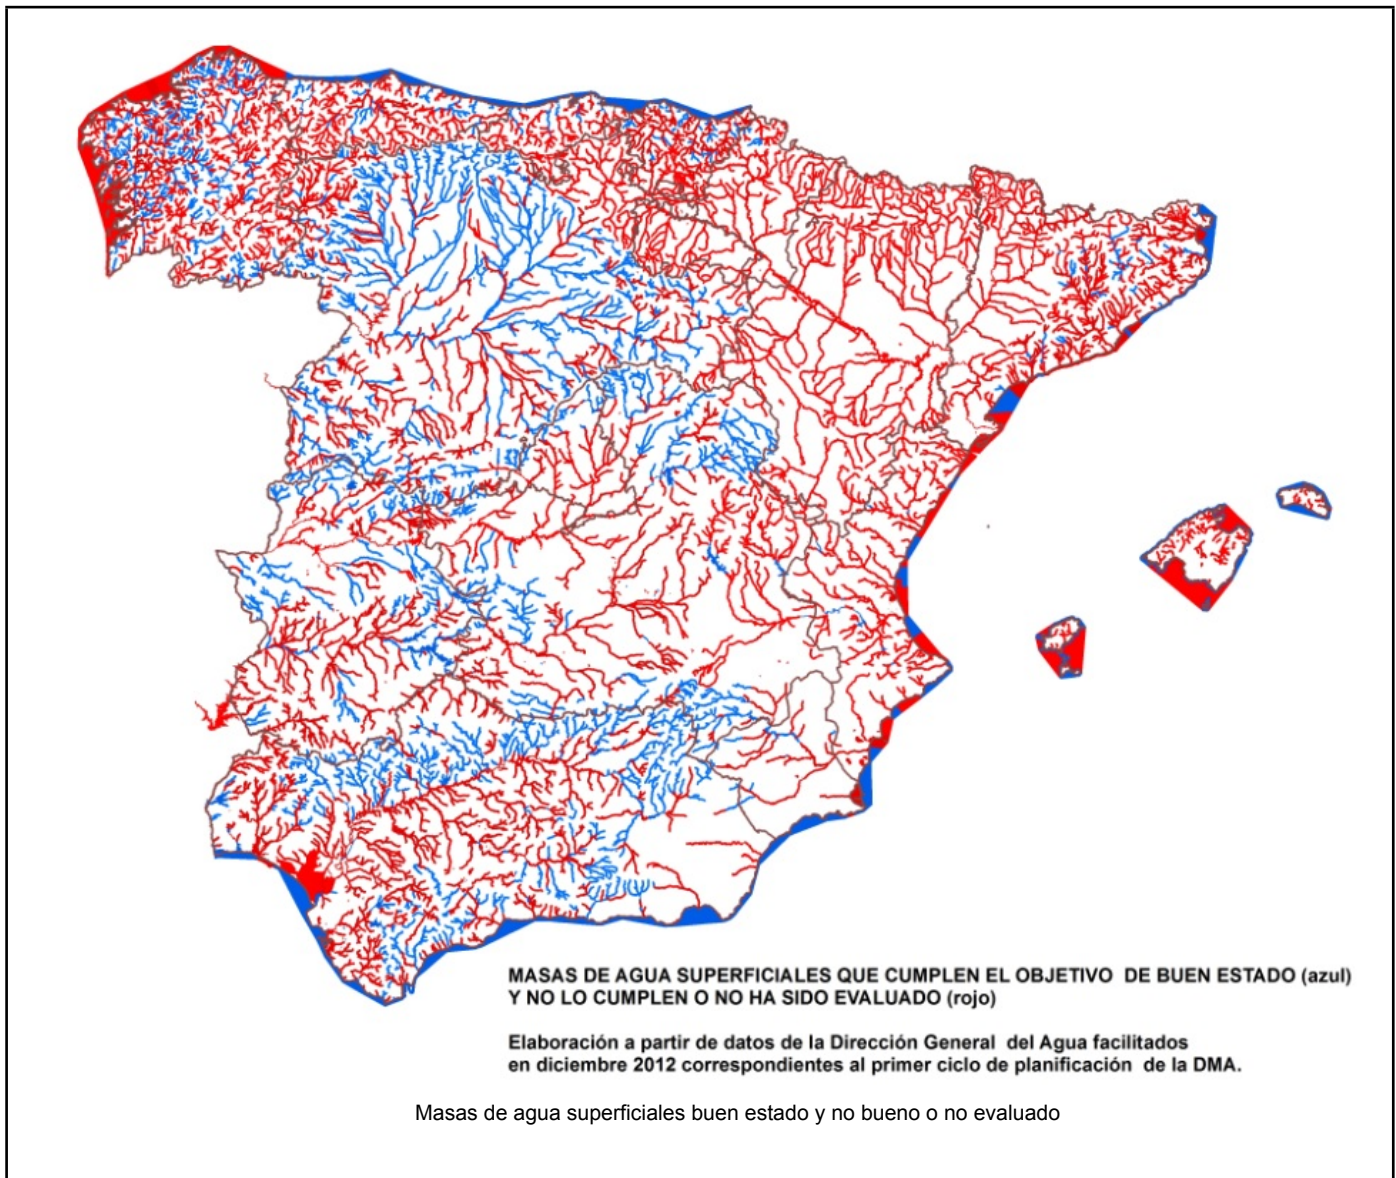 MASAS DE AGUA SUPERFICIALES QUE CUMPLEN EL OBJETIVO DE BUEN ESTADO (azul)
Y NO LO CUMPLEN O NO HA SIDO EVALUADO (rojo)
Elaboración a partir de datos de la Dirección General del Agua facilitados
en diciembre 2012 correspondientes al primer ciclo de planificación de la DMA.
Masas de agua superficiales buen estado y no bueno o no evaluado